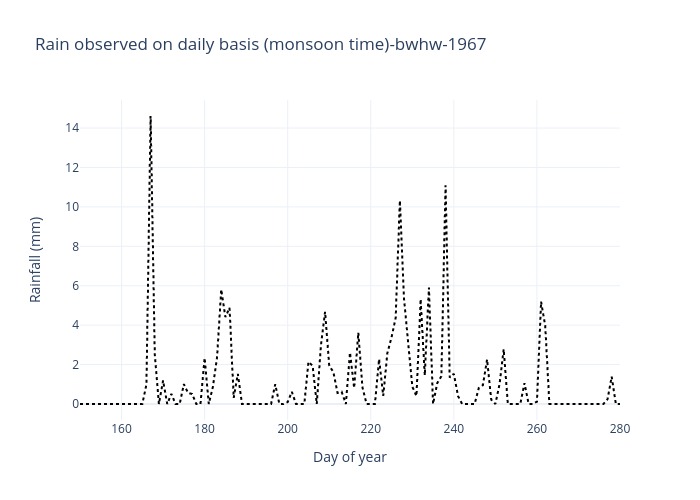 Rain observed on daily basis (monsoon time)-bwhw-1967
14
12
10
8
6
4
2
0
Rainfall (mm)
160 180 200 220 240 260 280
Day of year